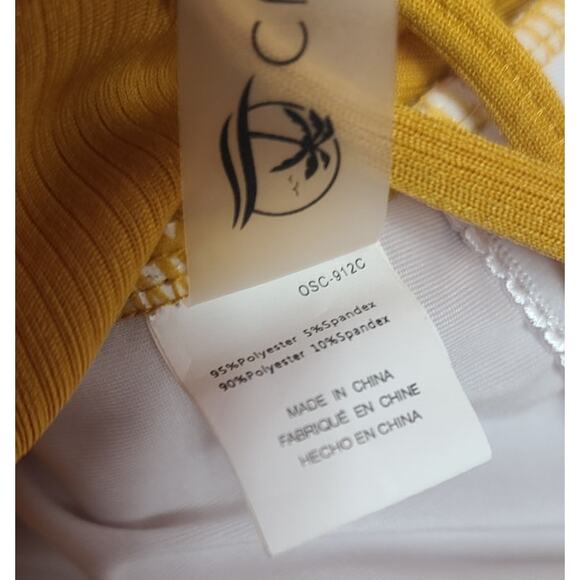 OSC-912C
95%Polyester 5%Spandex
90%Polyester 10%Spandex
MADE IN CHINA
FABRIQUÉ EN CHINE
HECHO EN CHINA